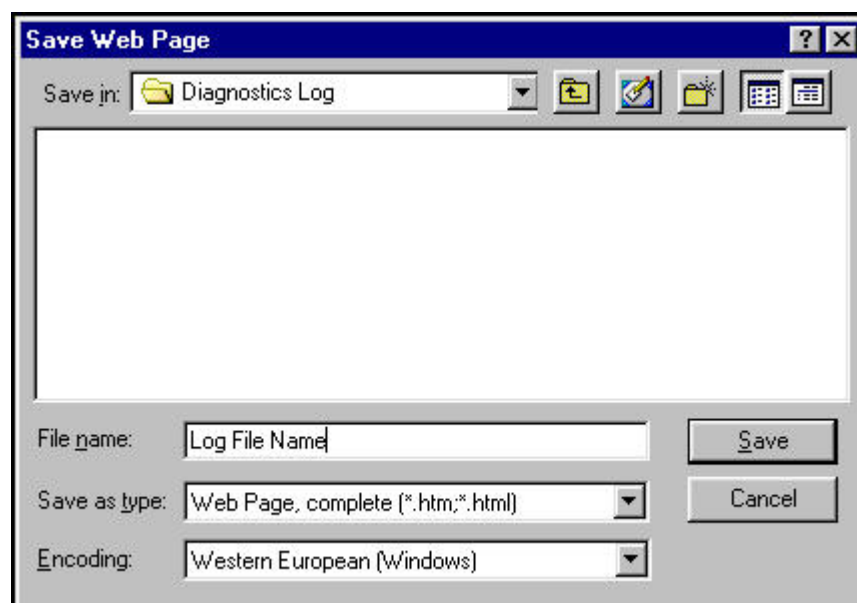 Save Web Page
Save in: Diagnostics Log
File name: Log File Name Save
Save as type: Web Page, complete (*.htm;*.html) Cancel
Encoding: Western European (Windows)